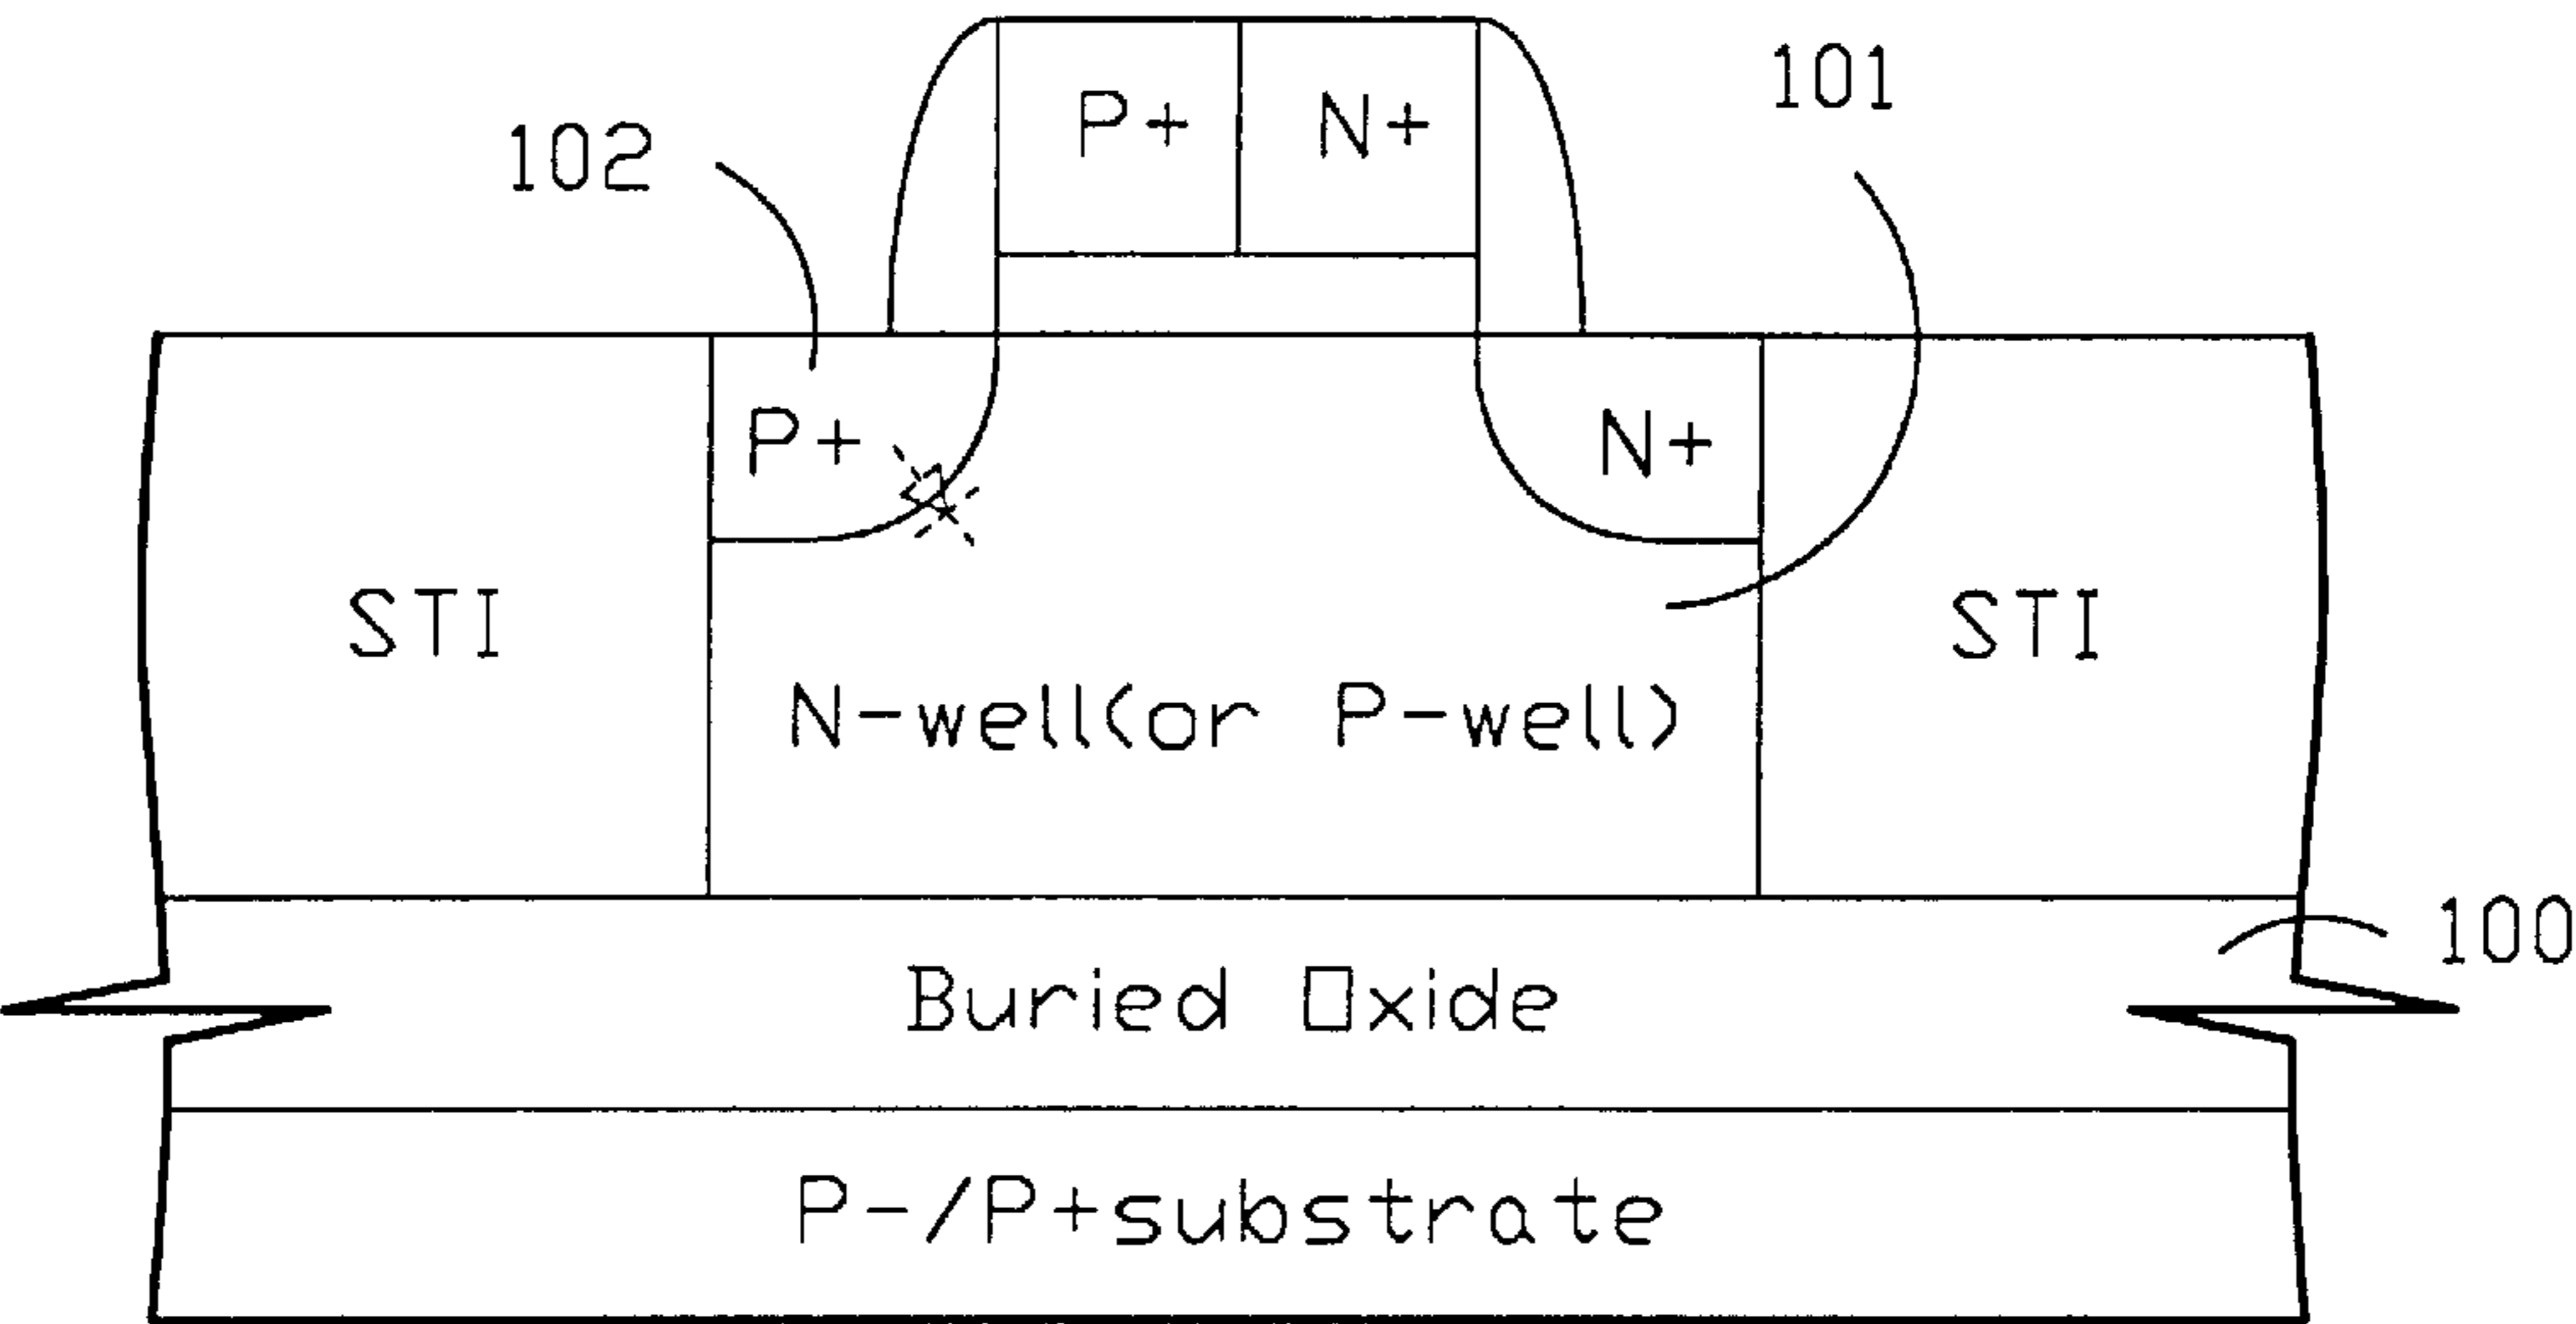 101
102
P+ N+
P+ N+
STI STI
N-well(or P-well)
100
Buried Oxide
P-/P+substrate